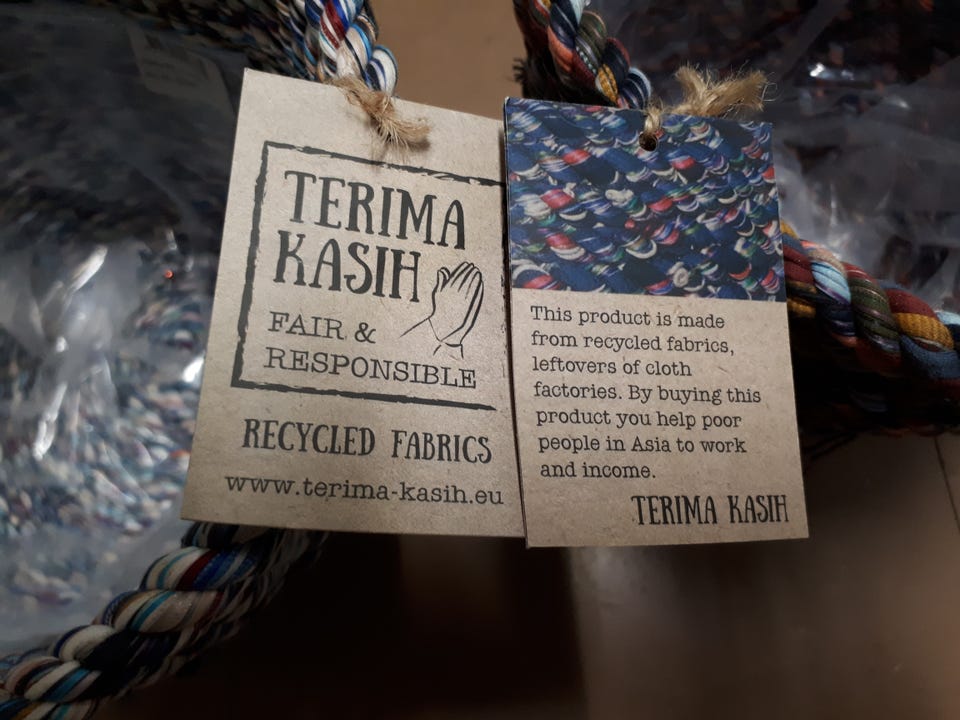 TERIMA
KASIH
FAIR &
RESPONSIBLE
RECYCLED FABRICS
www.terima-kasih.eu
This product is made
from recycled fabrics,
leftovers of cloth
factories. By buying this
product you help poor
people in Asia to work
and income.
TERIMA KASIH